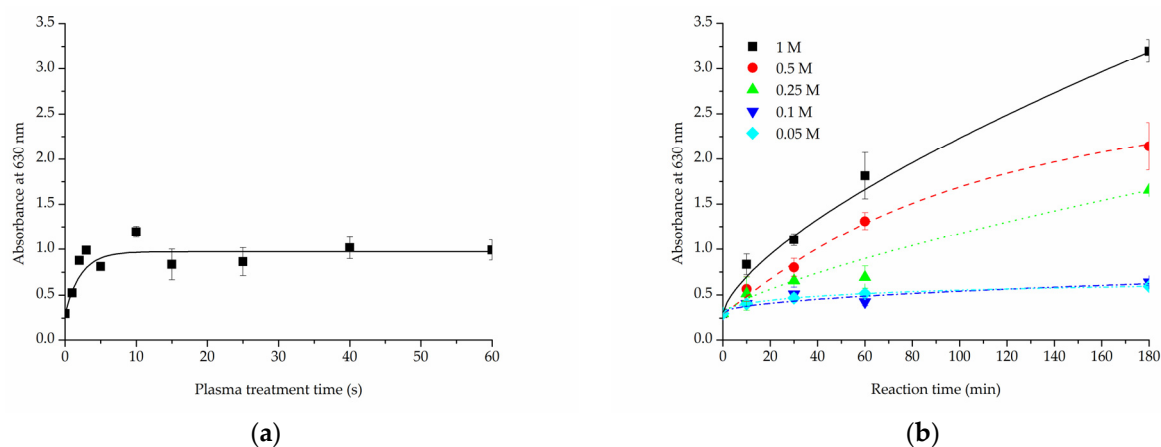 3.5
3.0
2.5
2.0
1.5
1.0
0.5
0.0
Absorbance at 630 nm
0 10 20 30 40 50 60
Plasma treatment time (s)
(a)
3.5
3.0
2.5
2.0
1.5
1.0
0.5
0.0
Absorbance at 630 nm
1 M
0.5 M
0.25 M
0.1 M
0.05 M
0 20 40 60 80 100 120 140 160 180
Reaction time (min)
(b)